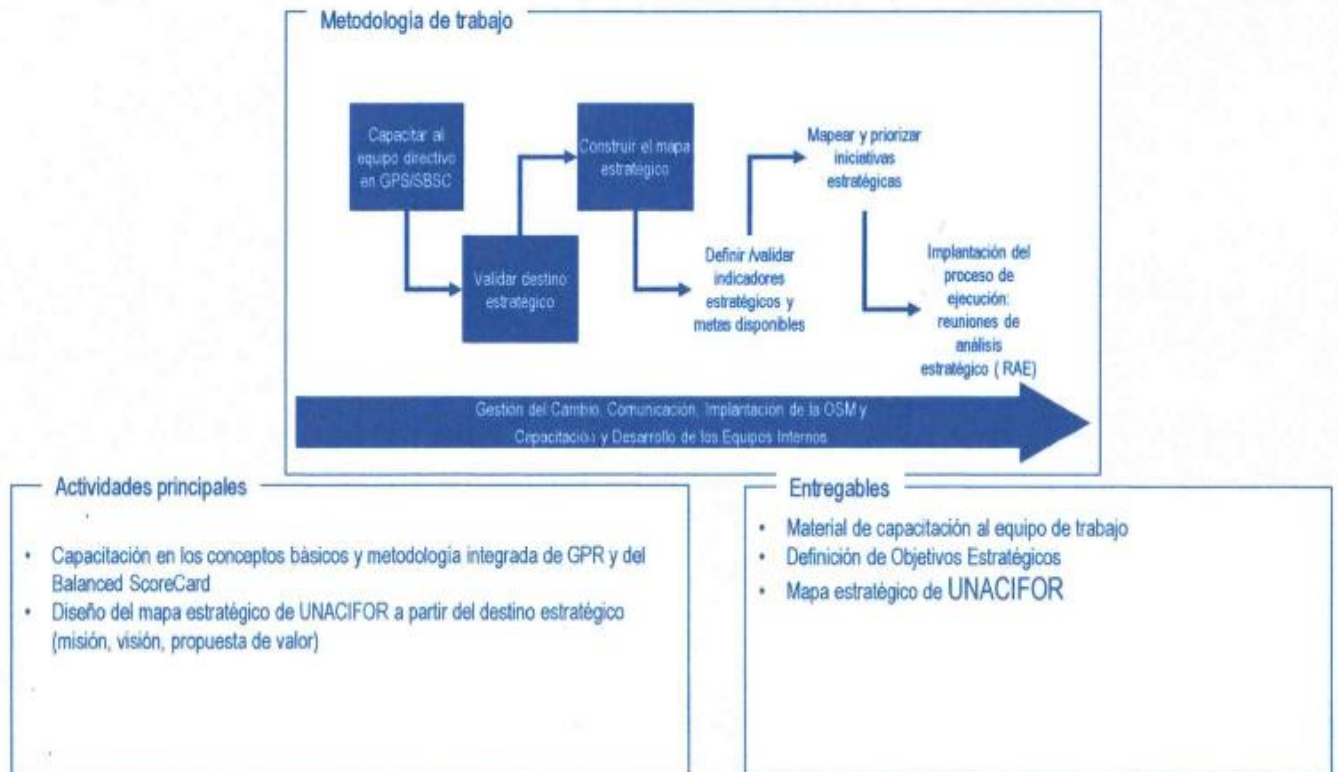 Metodología de trabajo
Capacitar al
equipo directivo
en GPS/SBSC
Validar destino
estratégico
Construir el mapa
estratégico
Definir /validar
indicadores
estratégicos y
metas disponibles
Mapear y priorizar
iniciativas
estratégicas
Implantación del
proceso de
ejecución:
reuniones de
análisis
estratégico ( RAE)
Gestión del Cambio, Comunicación, Implantación de la OSM y
Capacitación y Desarrollo de los Equipos Internos
Actividades principales
• Capacitación en los conceptos básicos y metodología integrada de GPR y del
Balanced ScoreCard
• Diseño del mapa estratégico de UNACIFOR a partir del destino estratégico
(misión, visión, propuesta de valor)
Entregables
• Material de capacitación al equipo de trabajo
• Definición de Objetivos Estratégicos
• Mapa estratégico de UNACIFOR